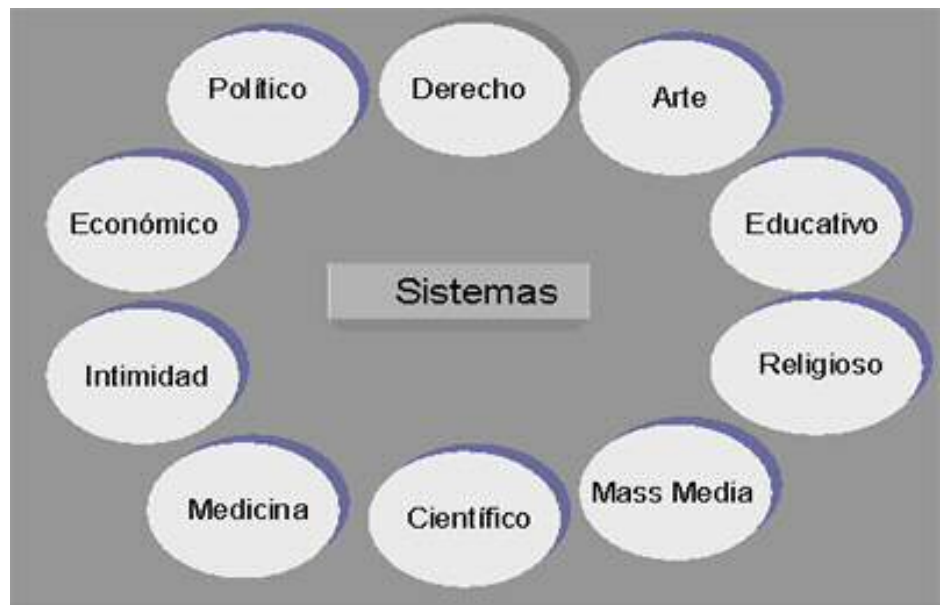 Político
Derecho
Arte
Económico
Educativo
Sistemas
Intimidad
Religioso
Medicina
Científico
Mass Media